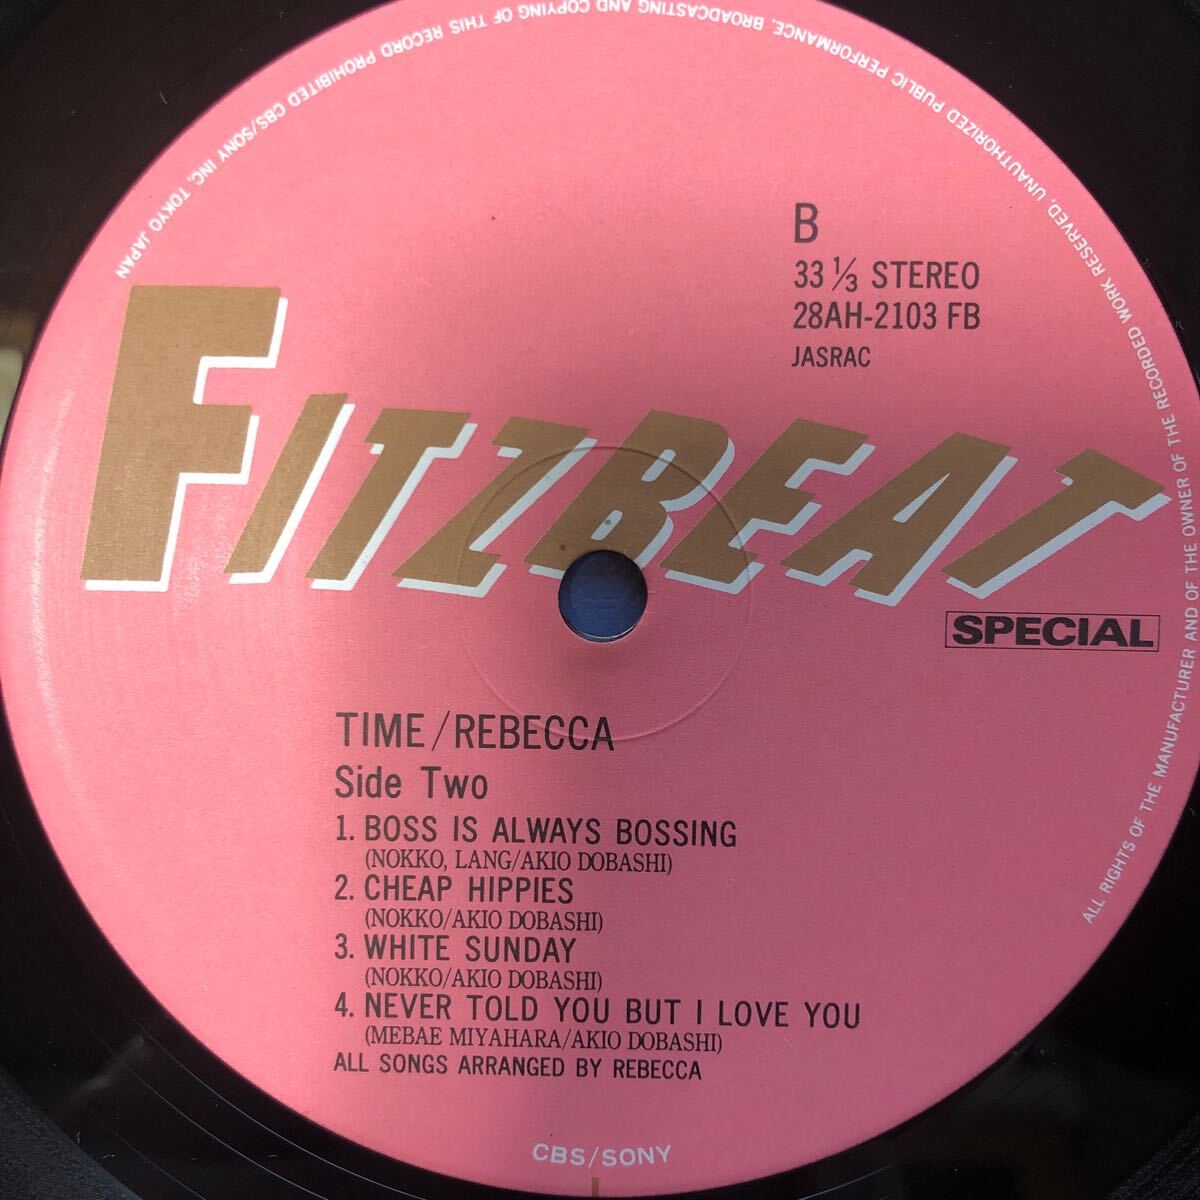 ALL RIGHTS OF THE MANUFACTURER AND OF THE OWNER OF THE RECORDED WORK RESERVED. UNAUTHORIZED PUBLIC PERFORMANCE, BROADCASTING AND COPYING OF THIS RECORD PROHIBITED CBS/SONY INC. TOKYO JAPAN
B
33 1/3 STEREO
28AH-2103 FB
JASRAC
FITZBEAT
SPECIAL
TIME/REBECCA
Side Two
1. BOSS IS ALWAYS BOSSING
(NOKKO, LANG/AKIO DOBASHI)
2. CHEAP HIPPIES
(NOKKO/AKIO DOBASHI)
3. WHITE SUNDAY
(NOKKO/AKIO DOBASHI)
4. NEVER TOLD YOU BUT I LOVE YOU
(MEBAE MIYAHARA/AKIO DOBASHI)
ALL SONGS ARRANGED BY REBECCA
CBS/SONY